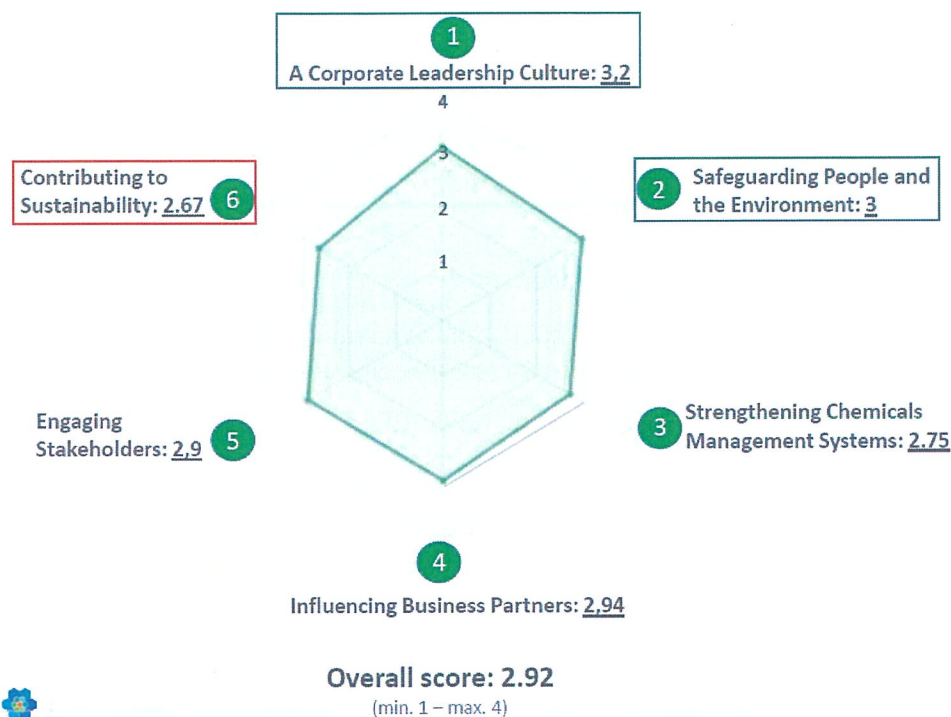 1
A Corporate Leadership Culture: 3,2
4
3
2
1
2
Safeguarding People and
the Environment: 3
3
Strengthening Chemicals
Management Systems: 2.75
4
Influencing Business Partners: 2,94
5
Engaging
Stakeholders: 2,9
6
Contributing to
Sustainability: 2.67
Overall score: 2.92
(min. 1 – max. 4)